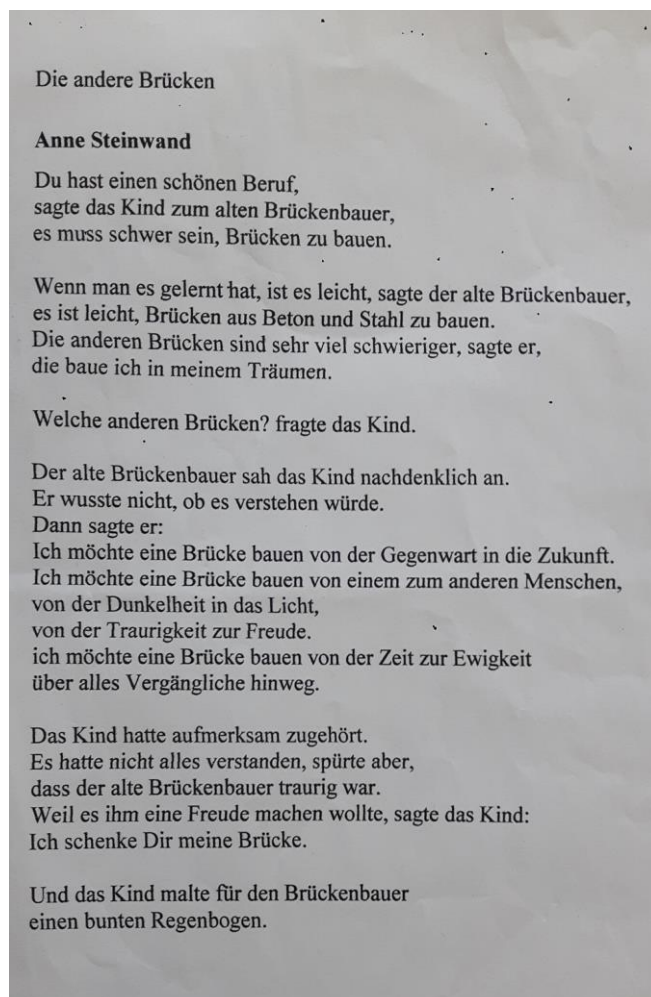 Die andere Brücken
Anne Steinwand
Du hast einen schönen Beruf,
sagte das Kind zum alten Brückenbauer,
es muss schwer sein, Brücken zu bauen.
Wenn man es gelernt hat, ist es leicht, sagte der alte Brückenbauer,
es ist leicht, Brücken aus Beton und Stahl zu bauen.
Die anderen Brücken sind sehr viel schwieriger, sagte er,
die baue ich in meinem Träumen.
Welche anderen Brücken? fragte das Kind.
Der alte Brückenbauer sah das Kind nachdenklich an.
Er wusste nicht, ob es verstehen würde.
Dann sagte er:
Ich möchte eine Brücke bauen von der Gegenwart in die Zukunft.
Ich möchte eine Brücke bauen von einem zum anderen Menschen,
von der Dunkelheit in das Licht,
von der Traurigkeit zur Freude.
ich möchte eine Brücke bauen von der Zeit zur Ewigkeit
über alles Vergängliche hinweg.
Das Kind hatte aufmerksam zugehört.
Es hatte nicht alles verstanden, spürte aber,
dass der alte Brückenbauer traurig war.
Weil es ihm eine Freude machen wollte, sagte das Kind:
Ich schenke Dir meine Brücke.
Und das Kind malte für den Brückenbauer
einen bunten Regenbogen.